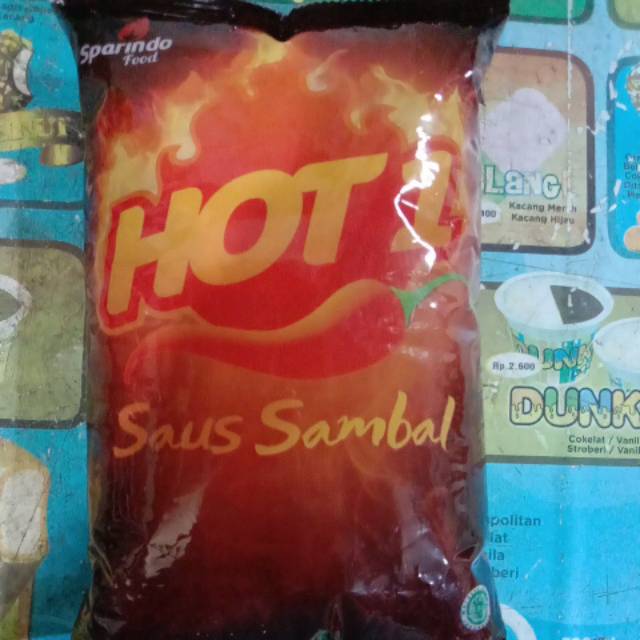 Sparindo
Food
HOT 1
Saus Sambal
LanG
Kacang Merah
Kacang Hijau
Rp.2.600
DUNK
Cokelat / Vanil
Stroberi / Vanil
politan
lat
ila
beri